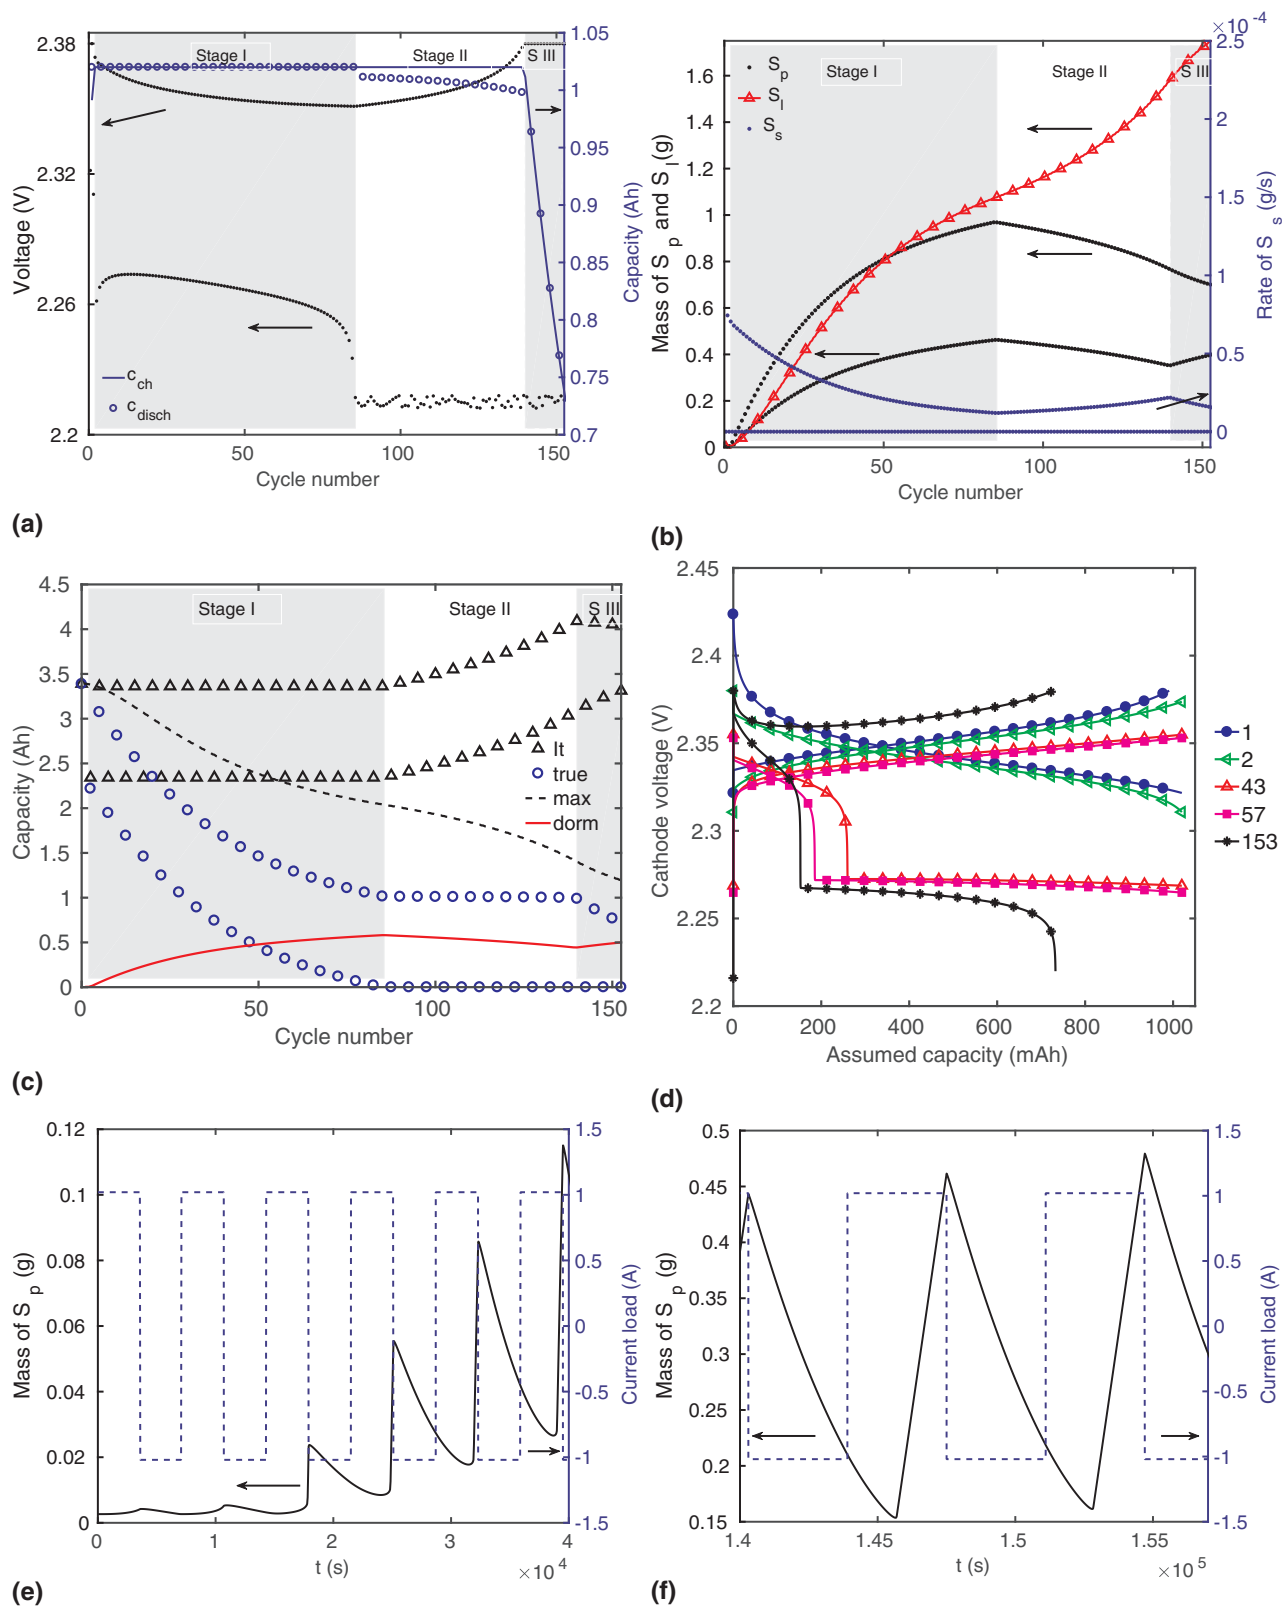 2.38
2.32
2.26
2.2
Voltage (V)
Stage I
Stage II
S III
c_ch
c_disch
1.05
1
0.95
0.9
0.85
0.8
0.75
0.7
Capacity (Ah)
0
50
100
150
Cycle number
(a)
×10^-4
1.6
1.4
1.2
1
0.8
0.6
0.4
0.2
0
Mass of S_p and S_l(g)
S_p
S_l
S_s
Stage I
Stage II
S III
2.5
2
1.5
1
0.5
0
Rate of S_s (g/s)
0
50
100
150
Cycle number
(b)
4.5
4
3.5
3
2.5
2
1.5
1
0.5
0
Capacity (Ah)
Stage I
Stage II
S III
lt
true
max
dorm
0
50
100
150
Cycle number
(c)
2.45
2.4
2.35
2.3
2.25
2.2
Cathode voltage (V)
1
2
43
57
153
0
200
400
600
800
1000
Assumed capacity (mAh)
(d)
0.12
0.1
0.08
0.06
0.04
0.02
0
Mass of S_p (g)
1.5
1
0.5
0
-0.5
-1
-1.5
Current load (A)
0
1
2
3
4
t (s)
×10^4
(e)
0.5
0.45
0.4
0.35
0.3
0.25
0.2
0.15
Mass of S_p (g)
1.5
1
0.5
0
-0.5
-1
-1.5
Current load (A)
1.4
1.45
1.5
1.55
t (s)
×10^5
(f)